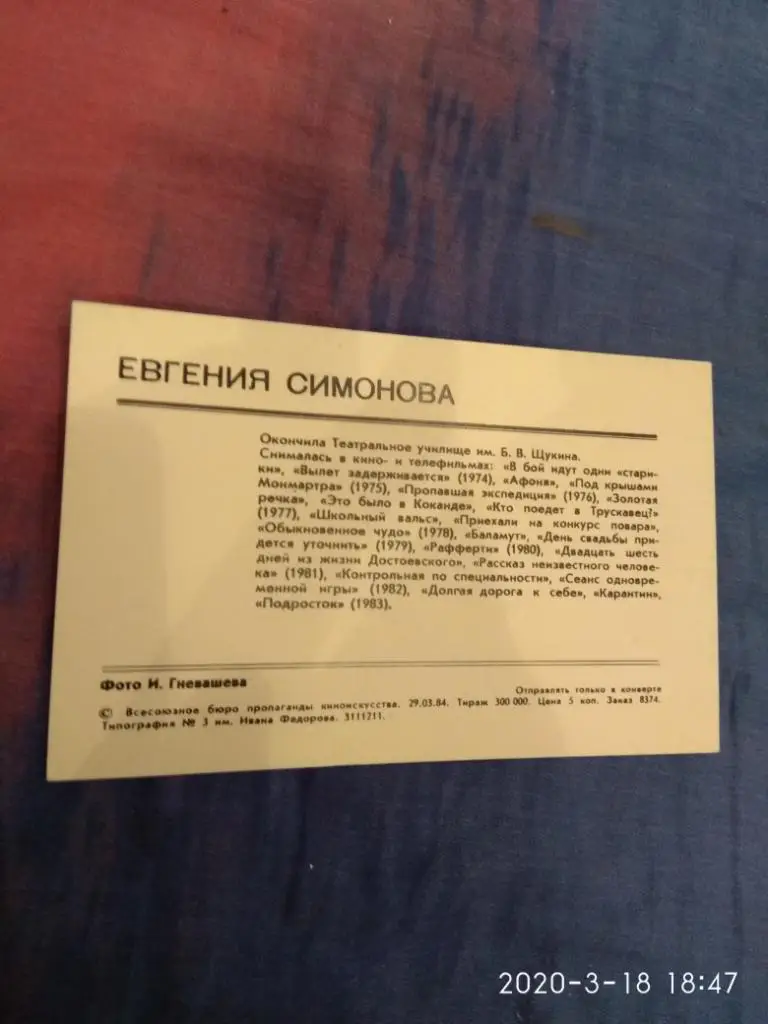 ЕВГЕНИЯ СИМОНОВА
Окончила Театральное училище им. Б. В. Щукина.
Снималась в кино- и телефильмах: «В бой идут одни «стари-
ки», «Вылет задерживается» (1974), «Афоня», «Под крышами
Монмартра» (1975), «Пропавшая экспедиция» (1976), «Золотая
речка», «Это было в Коканде», «Кто поедет в Трускавец?»
(1977), «Школьный вальс», «Приехали на конкурс повара»,
«Обыкновенное чудо» (1978), «Баламут», «День свадьбы при-
дется уточнить» (1979), «Рафферти» (1980), «Двадцать шесть
дней из жизни Достоевского», «Рассказ неизвестного челове-
ка» (1981), «Контрольная по специальности», «Сеанс одновре-
менной игры» (1982), «Долгая дорога к себе», «Карантин»,
«Подросток» (1983).
Фото И. Гневашева
Отправлять только в конверте
© Всесоюзное бюро пропаганды киноискусства. 29.03.84. Тираж 300 000. Цена 5 коп. Заказ 8374.
Типография № 3 им. Ивана Федорова. 3111211.
2020-3-18 18:47